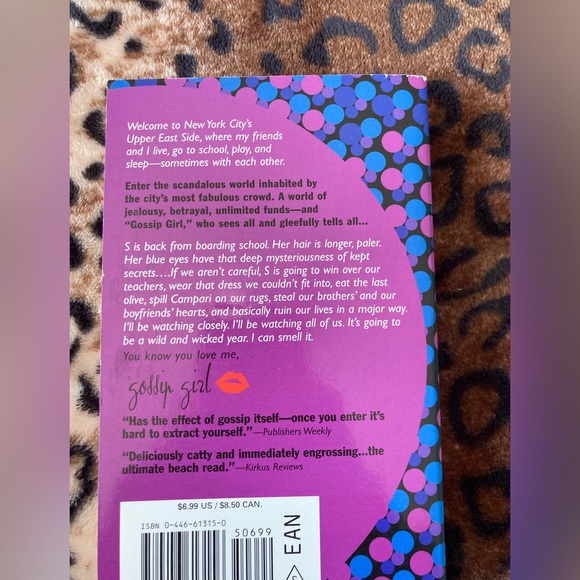 Welcome to New York City's
Upper East Side, where my friends
and I live, go to school, play, and
sleep—sometimes with each other.
Enter the scandalous world inhabited by
the city's most fabulous crowd. A world of
jealousy, betrayal, unlimited funds—and
"Gossip Girl," who sees all and gleefully tells all...
S is back from boarding school. Her hair is longer, paler.
Her blue eyes have that deep mysteriousness of kept
secrets....If we aren't careful, S is going to win over our
teachers, wear that dress we couldn't fit into, eat the last
olive, spill Campari on our rugs, steal our brothers' and our
boyfriends' hearts, and basically ruin our lives in a major way.
I'll be watching closely. I'll be watching all of us. It's going to
be a wild and wicked year. I can smell it.
You know you love me,
gossip girl
"Has the effect of gossip itself—once you enter it's
hard to extract yourself."—Publishers Weekly
"Deliciously catty and immediately engrossing...the
ultimate beach read."—Kirkus Reviews
$6.99 US / $8.50 CAN.
ISBN 0-446-61315-0
50699
EAN